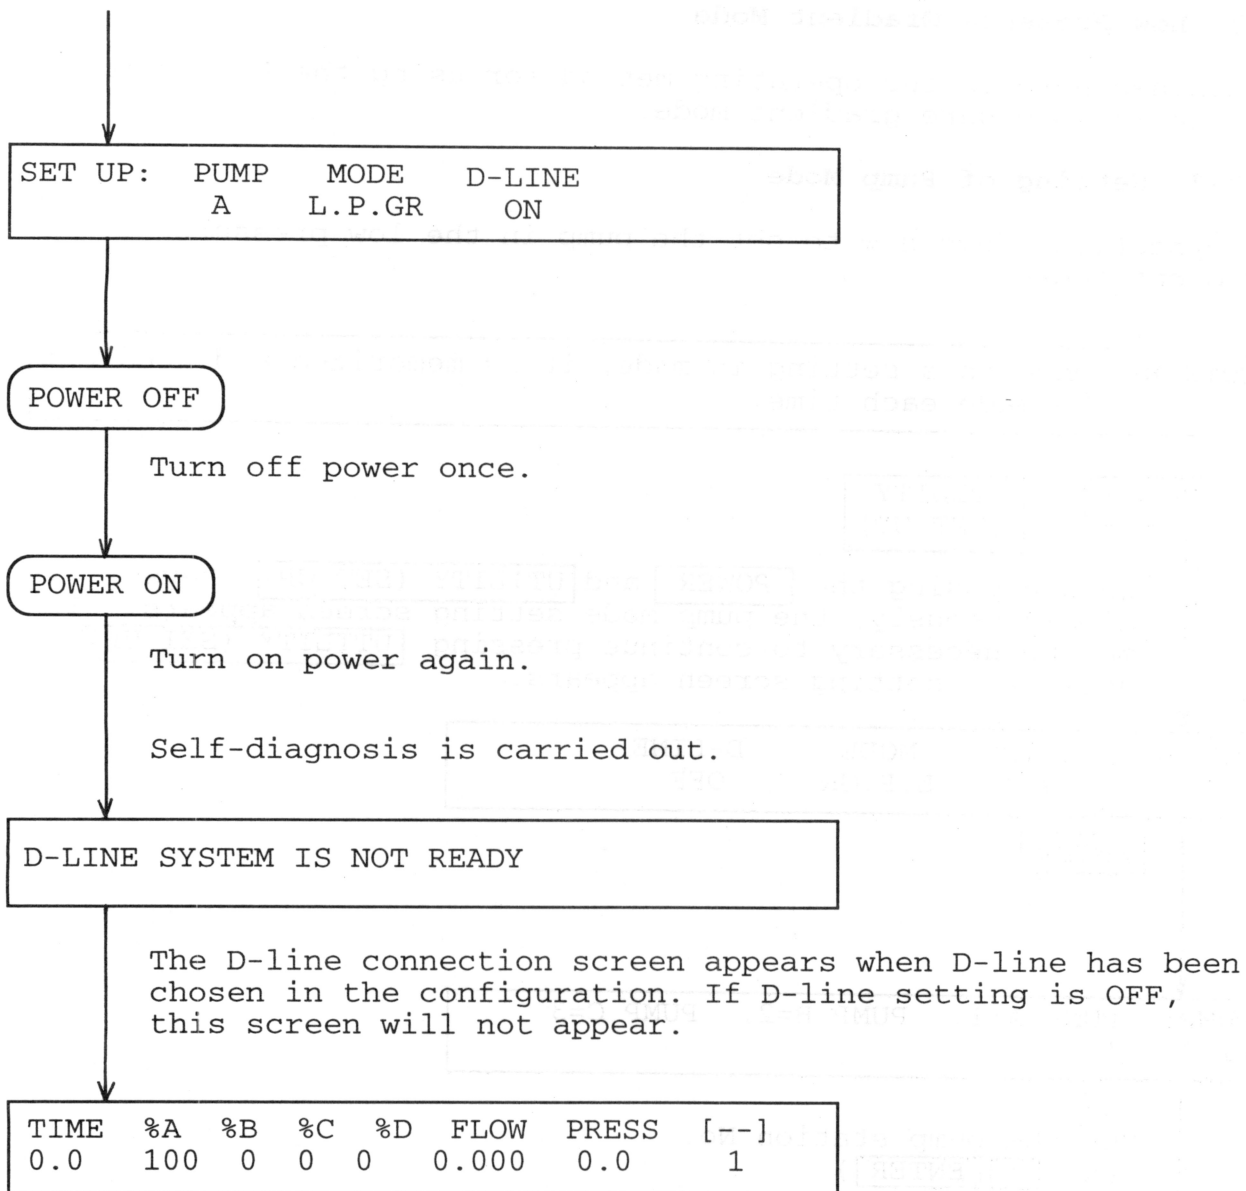 SET UP: PUMP MODE D-LINE
A L.P.GR ON
POWER OFF
Turn off power once.
POWER ON
Turn on power again.
Self-diagnosis is carried out.
D-LINE SYSTEM IS NOT READY
The D-line connection screen appears when D-line has been
chosen in the configuration. If D-line setting is OFF,
this screen will not appear.
TIME %A %B %C %D FLOW PRESS [--]
0.0 100 0 0 0 0.000 0.0 1